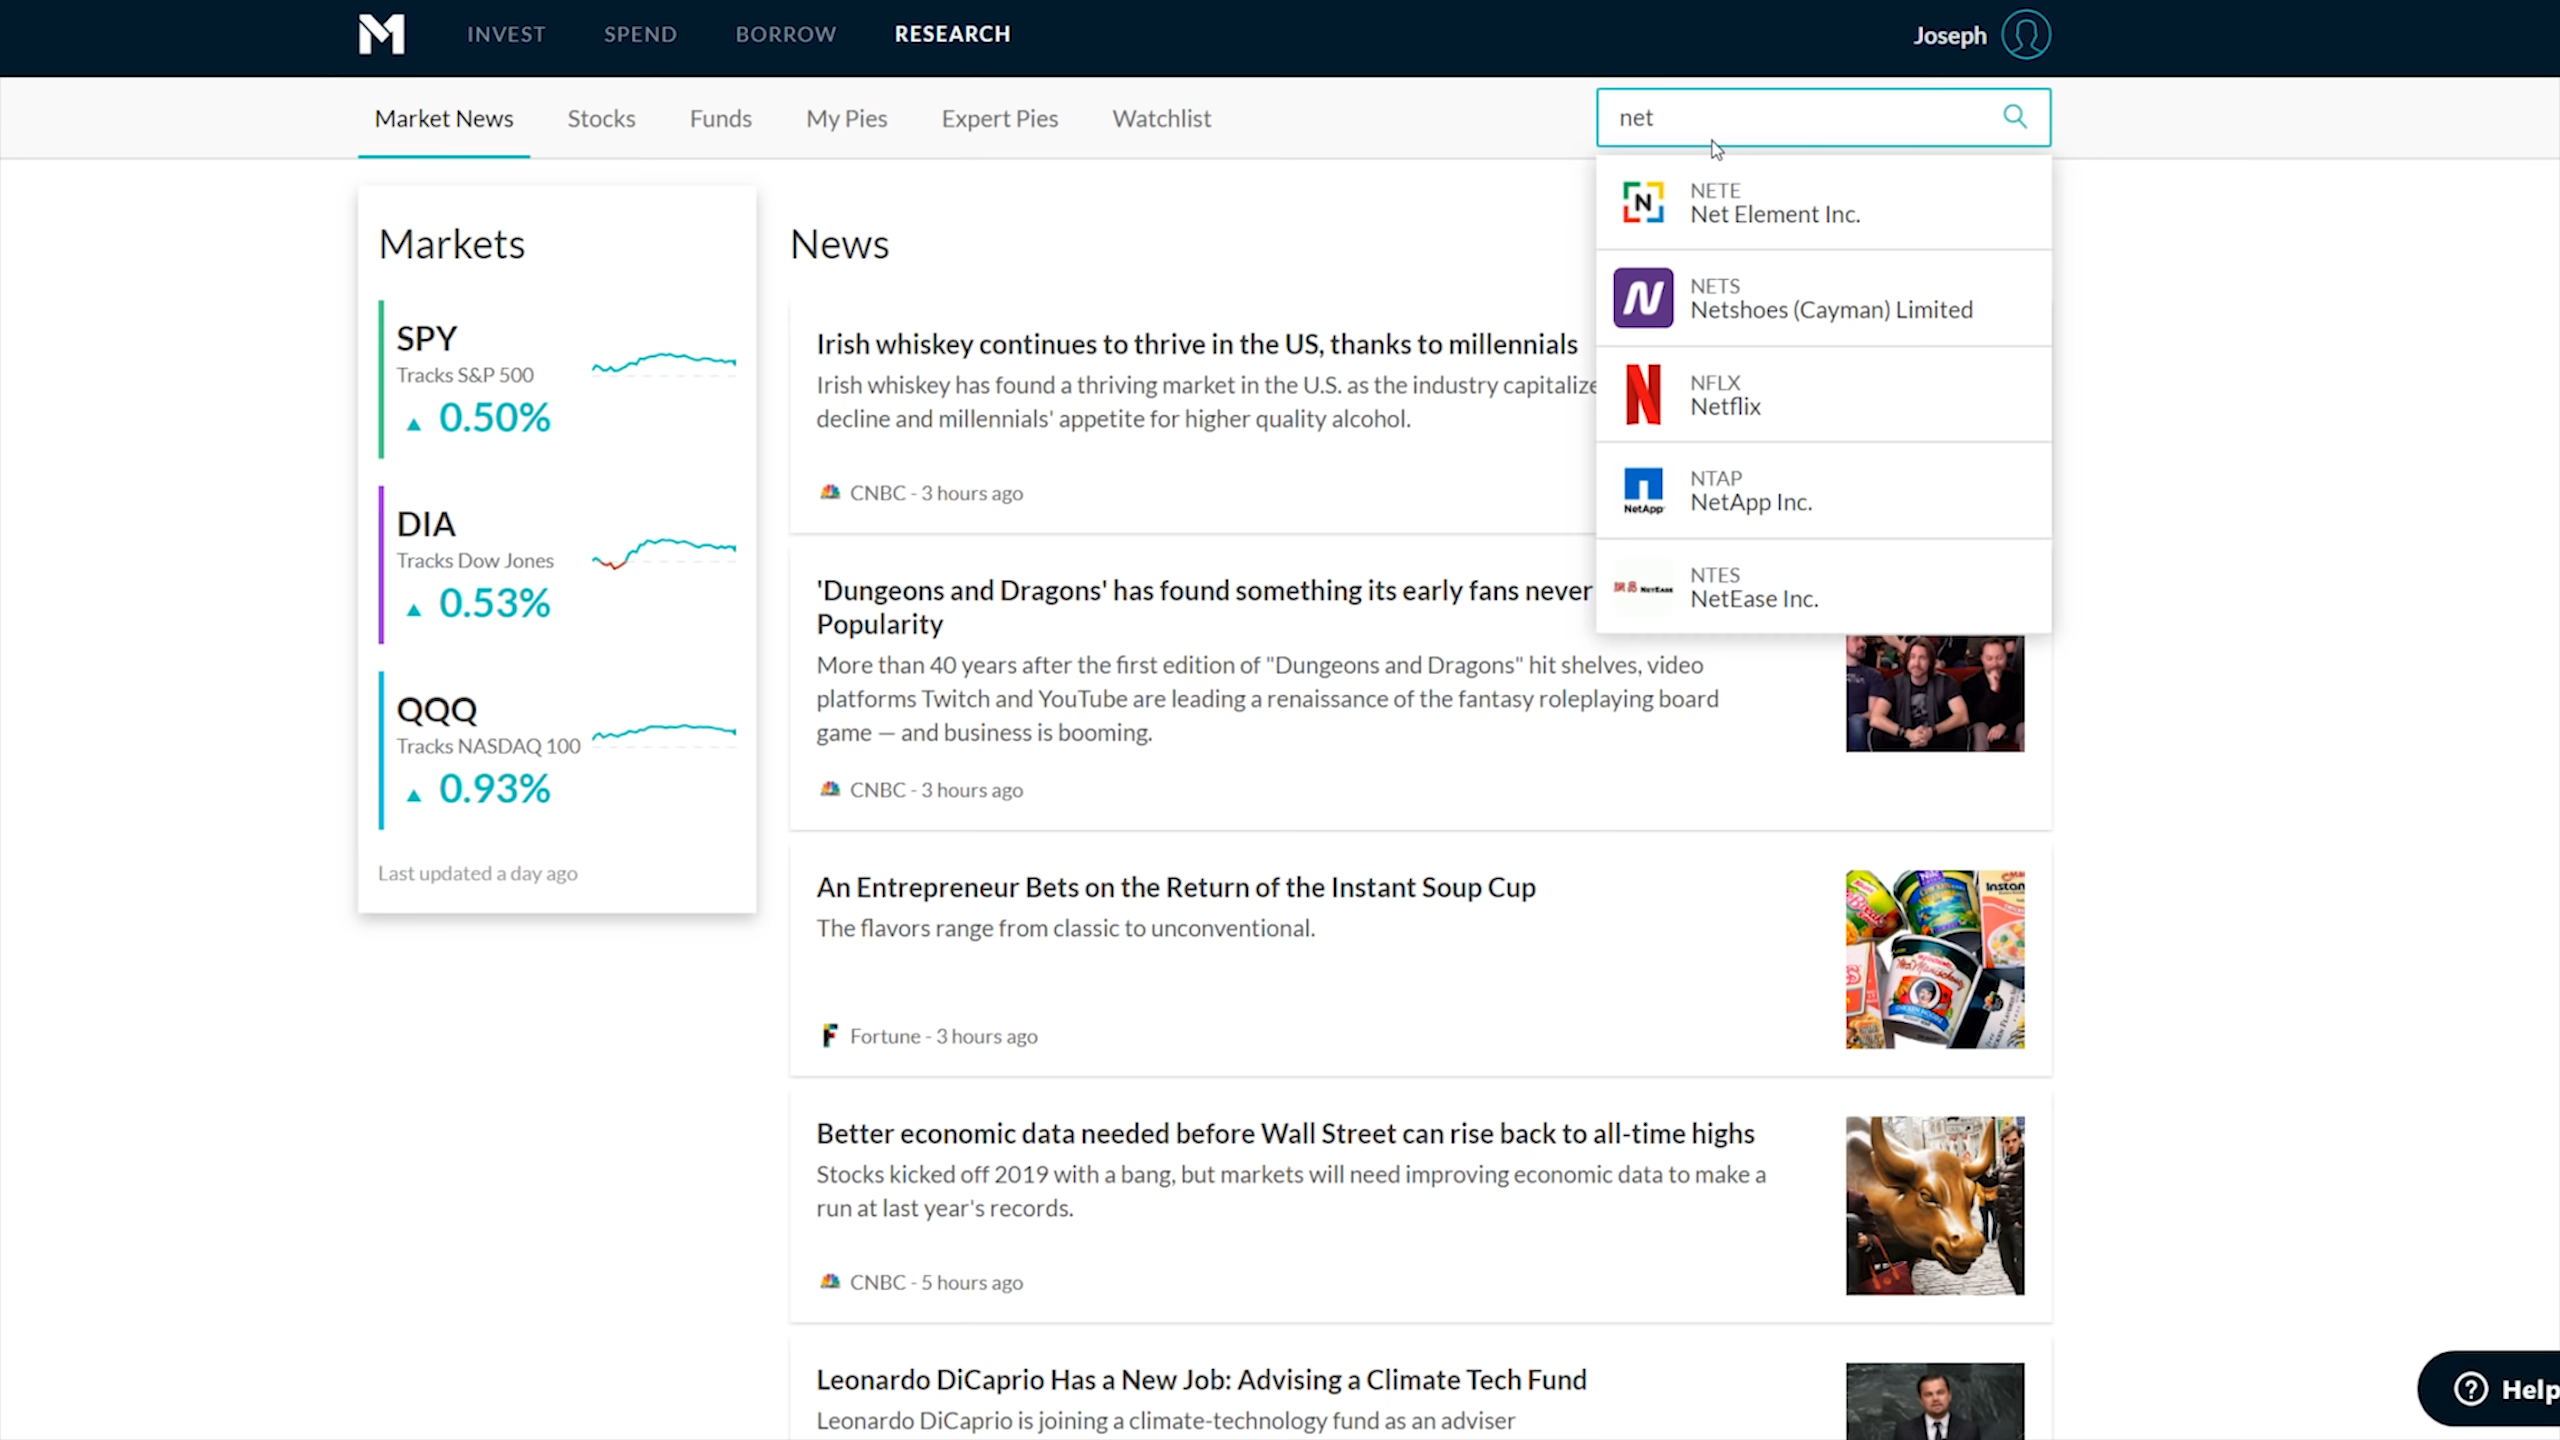 INVEST SPEND BORROW RESEARCH Joseph
Market News Stocks Funds My Pies Expert Pies Watchlist net
NETE
Net Element Inc.
NETS
Netshoes (Cayman) Limited
NFLX
Netflix
NTAP
NetApp Inc.
NetApp
NTES
NetEase Inc.
NetEase
Markets
SPY
Tracks S&P 500
0.50%
DIA
Tracks Dow Jones
0.53%
QQQ
Tracks NASDAQ 100
0.93%
Last updated a day ago
News
Irish whiskey continues to thrive in the US, thanks to millennials
Irish whiskey has found a thriving market in the U.S. as the industry capitalize
decline and millennials' appetite for higher quality alcohol.
CNBC - 3 hours ago
'Dungeons and Dragons' has found something its early fans never
Popularity
More than 40 years after the first edition of "Dungeons and Dragons" hit shelves, video
platforms Twitch and YouTube are leading a renaissance of the fantasy roleplaying board
game — and business is booming.
CNBC - 3 hours ago
An Entrepreneur Bets on the Return of the Instant Soup Cup
The flavors range from classic to unconventional.
Fortune - 3 hours ago
Better economic data needed before Wall Street can rise back to all-time highs
Stocks kicked off 2019 with a bang, but markets will need improving economic data to make a
run at last year's records.
CNBC - 5 hours ago
Leonardo DiCaprio Has a New Job: Advising a Climate Tech Fund
Leonardo DiCaprio is joining a climate-technology fund as an adviser
Help